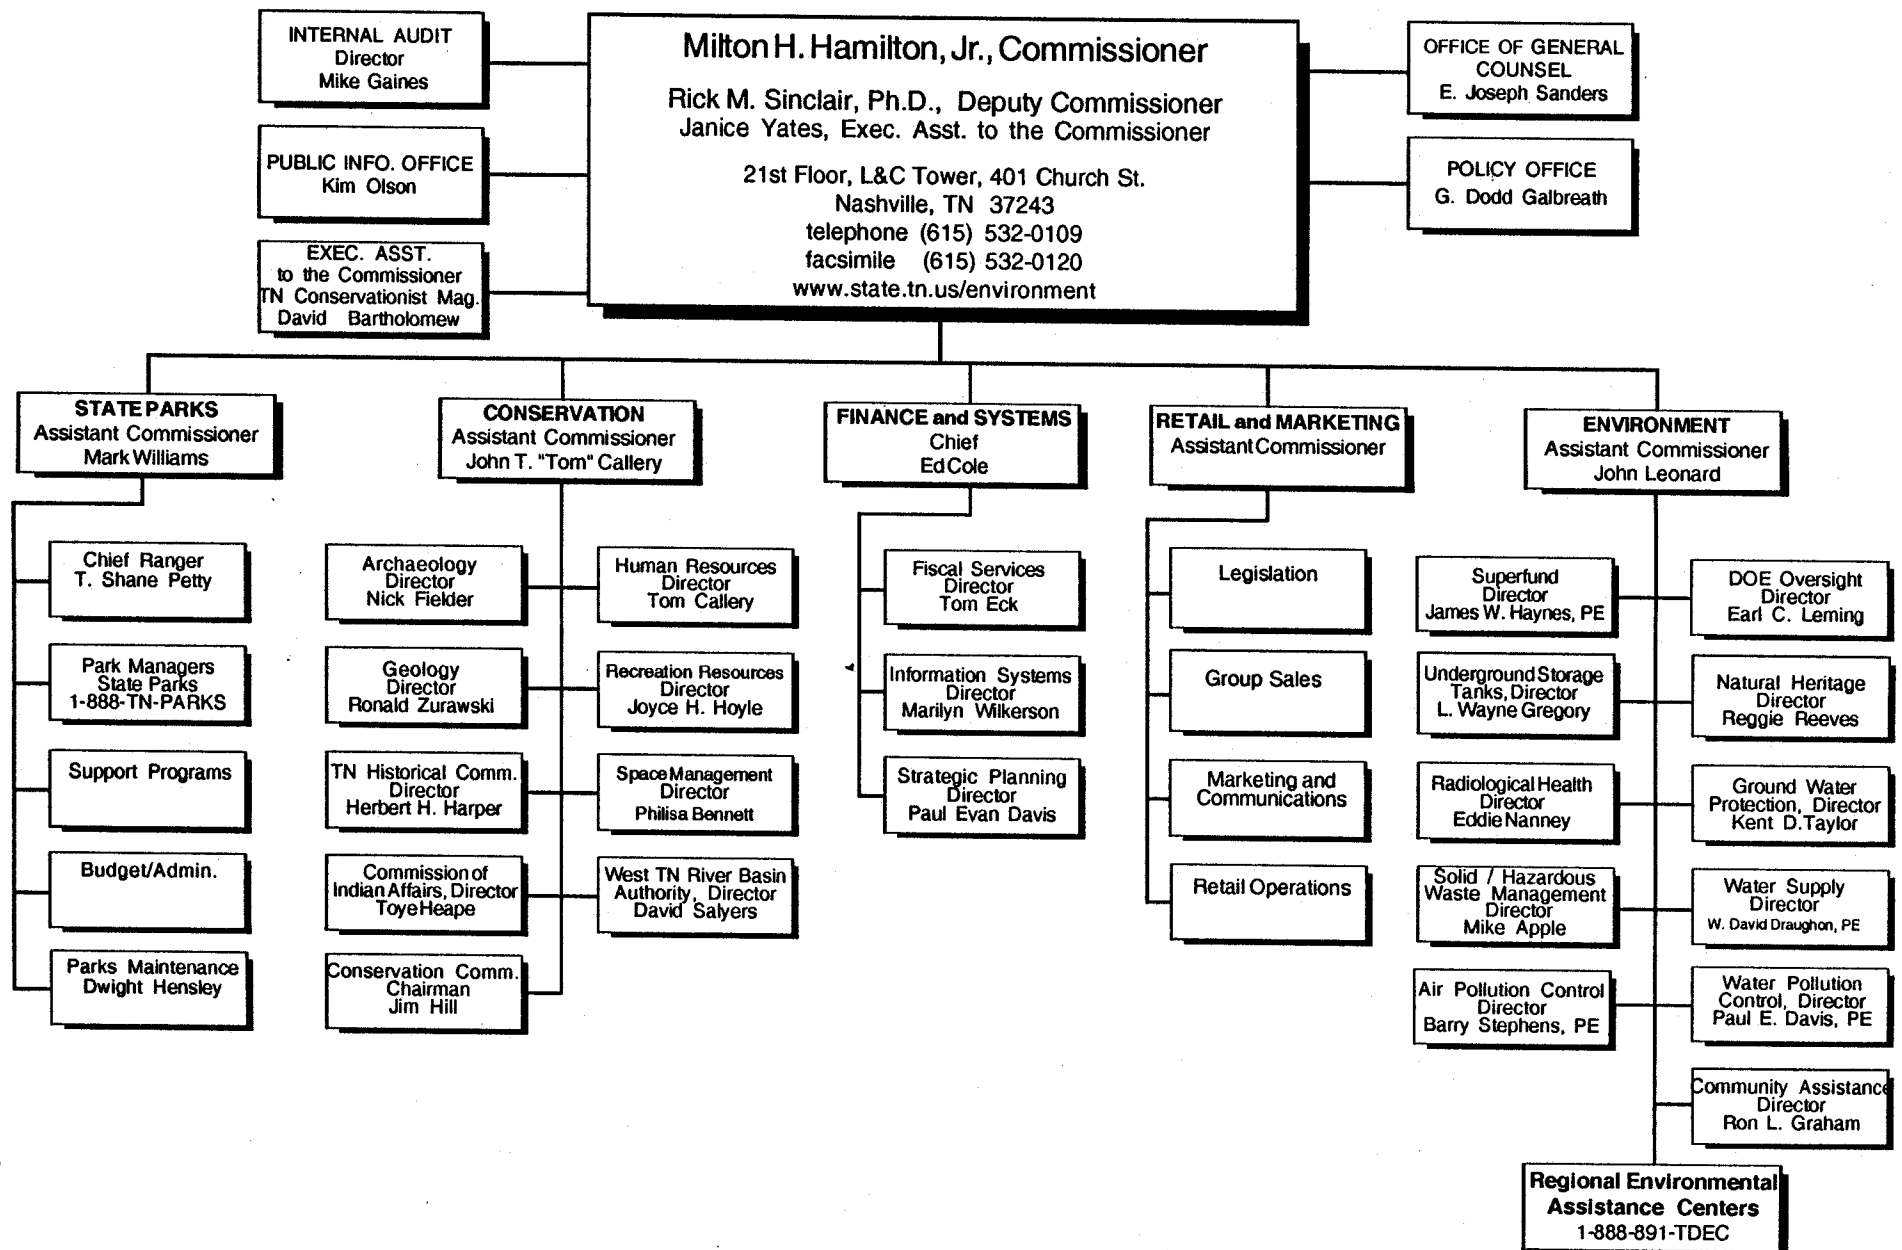 INTERNAL AUDIT
Director
Mike Gaines
PUBLIC INFO. OFFICE
Kim Olson
EXEC. ASST.
to the Commissioner
TN Conservationist Mag.
David Bartholomew
Milton H. Hamilton, Jr., Commissioner
Rick M. Sinclair, Ph.D., Deputy Commissioner
Janice Yates, Exec. Asst. to the Commissioner
21st Floor, L&C Tower, 401 Church St.
Nashville, TN 37243
telephone (615) 532-0109
facsimile (615) 532-0120
www.state.tn.us/environment
OFFICE OF GENERAL
COUNSEL
E. Joseph Sanders
POLICY OFFICE
G. Dodd Galbreath
STATE PARKS
Assistant Commissioner
Mark Williams
Chief Ranger
T. Shane Petty
Park Managers
State Parks
1-888-TN-PARKS
Support Programs
Budget/Admin.
Parks Maintenance
Dwight Hensley
CONSERVATION
Assistant Commissioner
John T. "Tom" Callery
Archaeology
Director
Nick Fielder
Geology
Director
Ronald Zurawski
TN Historical Comm.
Director
Herbert H. Harper
Commission of
Indian Affairs, Director
Toye Heape
Conservation Comm.
Chairman
Jim Hill
Human Resources
Director
Tom Callery
Recreation Resources
Director
Joyce H. Hoyle
Space Management
Director
Philisa Bennett
West TN River Basin
Authority, Director
David Salyers
FINANCE and SYSTEMS
Chief
Ed Cole
Fiscal Services
Director
Tom Eck
Information Systems
Director
Marilyn Wilkerson
Strategic Planning
Director
Paul Evan Davis
RETAIL and MARKETING
Assistant Commissioner
Legislation
Group Sales
Marketing and
Communications
Retail Operations
ENVIRONMENT
Assistant Commissioner
John Leonard
Superfund
Director
James W. Haynes, PE
Underground Storage
Tanks, Director
L. Wayne Gregory
Radiological Health
Director
Eddie Nanney
Solid / Hazardous
Waste Management
Director
Mike Apple
Air Pollution Control
Director
Barry Stephens, PE
DOE Oversight
Director
Earl C. Leming
Natural Heritage
Director
Reggie Reeves
Ground Water
Protection, Director
Kent D. Taylor
Water Supply
Director
W. David Draughon, PE
Water Pollution
Control, Director
Paul E. Davis, PE
Community Assistance
Director
Ron L. Graham
Regional Environmental
Assistance Centers
1-888-891-TDEC